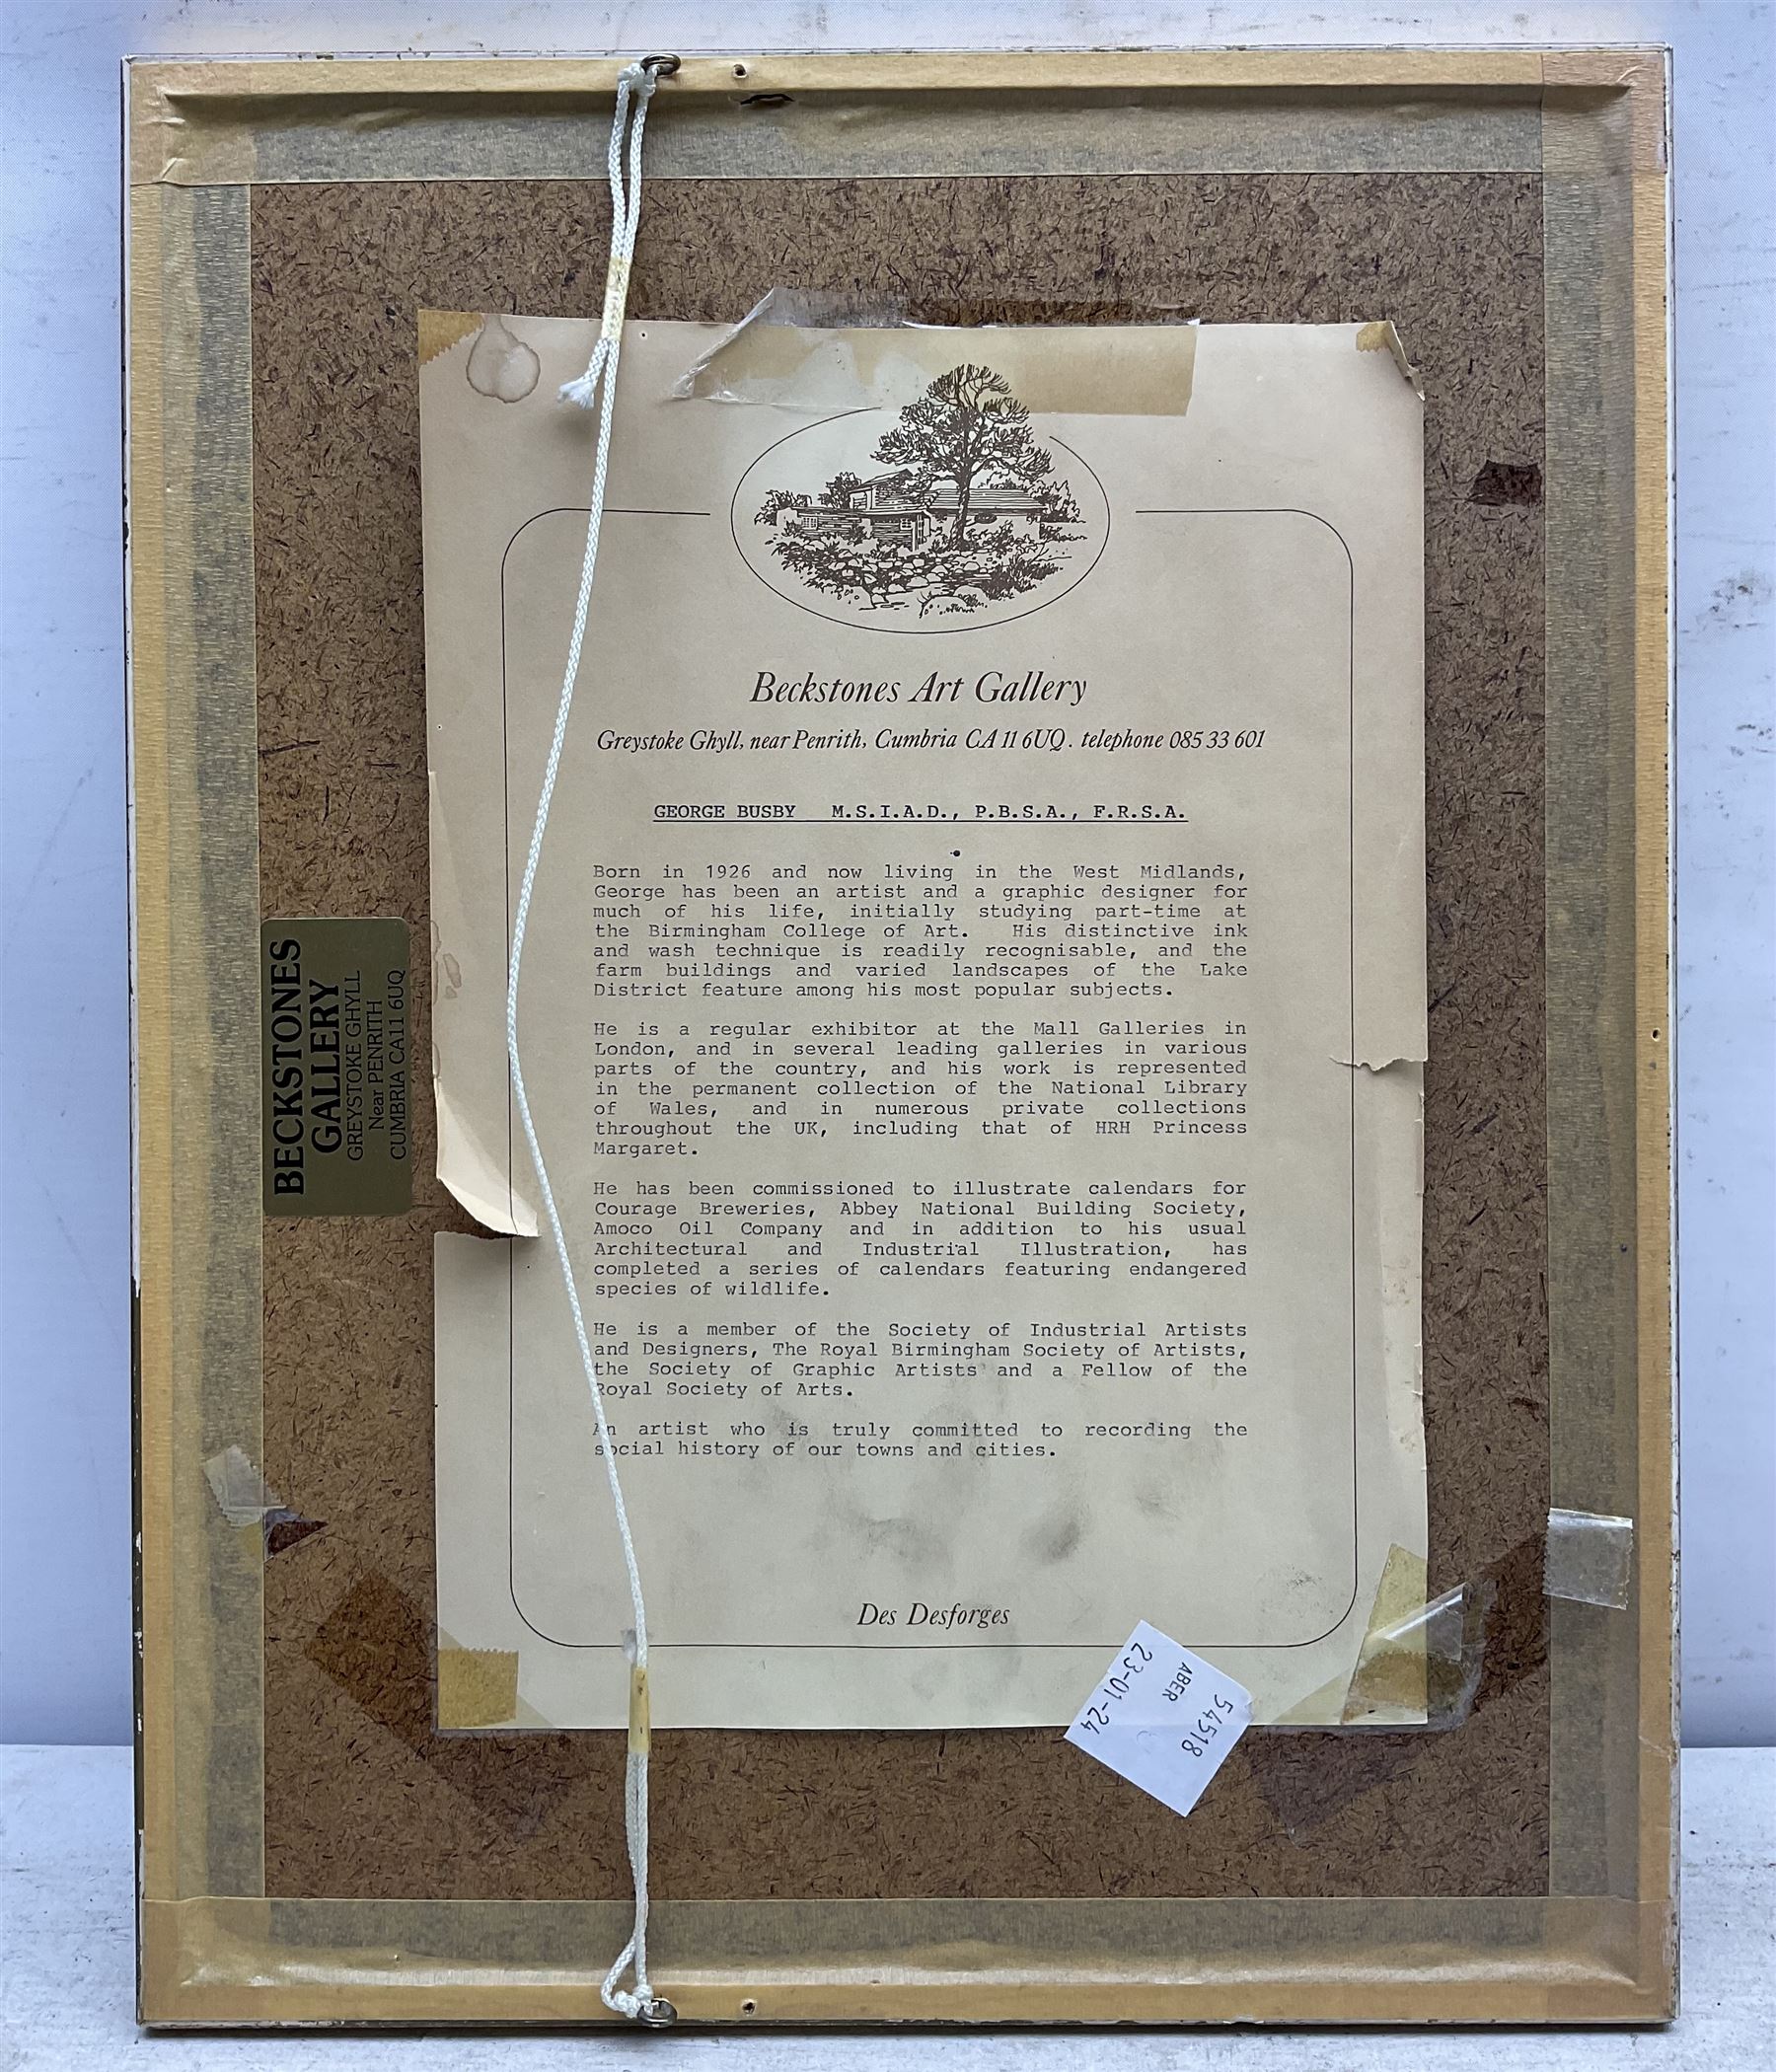 Beckstones Art Gallery
Greystoke Ghyll, near Penrith, Cumbria CA 11 6UQ. telephone 085 33 601
GEORGE BUSBY M.S.I.A.D., P.B.S.A., F.R.S.A.
Born in 1926 and now living in the West Midlands,
George has been an artist and a graphic designer for
much of his life, initially studying part-time at
the Birmingham College of Art. His distinctive ink
and wash technique is readily recognisable, and the
farm buildings and varied landscapes of the Lake
District feature among his most popular subjects.
He is a regular exhibitor at the Mall Galleries in
London, and in several leading galleries in various
parts of the country, and his work is represented
in the permanent collection of the National Library
of Wales, and in numerous private collections
throughout the UK, including that of HRH Princess
Margaret.
He has been commissioned to illustrate calendars for
Courage Breweries, Abbey National Building Society,
Amoco Oil Company and in addition to his usual
Architectural and Industrial Illustration, has
completed a series of calendars featuring endangered
species of wildlife.
He is a member of the Society of Industrial Artists
and Designers, The Royal Birmingham Society of Artists,
the Society of Graphic Artists and a Fellow of the
Royal Society of Arts.
An artist who is truly committed to recording the
social history of our towns and cities.
Des Desforges
BECKSTONES
GALLERY
GREYSTOKE GHYLL
Near PENRITH
CUMBRIA CA11 6UQ
54518
ABER
23-01-24